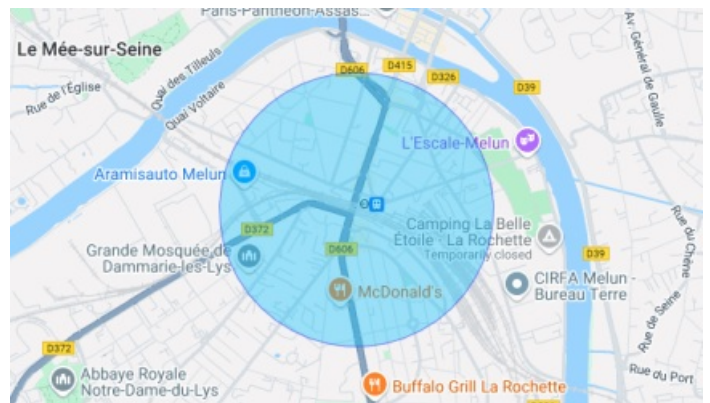 Paris-Panthéon-Assas...
Le Mée-sur-Seine
Quai des Tilleuls
Rue de l'Église
Quai Voltaire
D606
D415
D326
D39
Av. Général de Gaulle
L'Escale-Melun
Aramisauto Melun
D372
D606
Camping La Belle
Étoile - La Rochette
Temporarily closed
Grande Mosquée de
Dammarie-les-Lys
D39
Rue du Chêne
McDonald's
CIRFA Melun -
Bureau Terre
Rue de Seine
D372
Abbaye Royale
Notre-Dame-du-Lys
Buffalo Grill La Rochette
Rue du Port